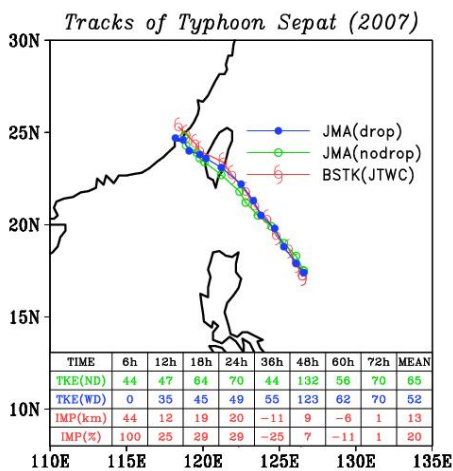 Tracks of Typhoon Sepat (2007)
30N
25N
JMA(drop)
JMA(nodrop)
BSTK(JTWC)
20N
15N
TIME 6h 12h 18h 24h 36h 48h 60h 72h MEAN
TKE(ND) 44 47 64 70 44 132 56 70 65
TKE(WD) 0 35 45 49 55 123 62 70 52
10N
IMP(km) 44 12 19 20 -11 9 -6 1 13
IMP(%) 100 25 29 29 -25 7 -11 1 20
110E 115E 120E 125E 130E 135E